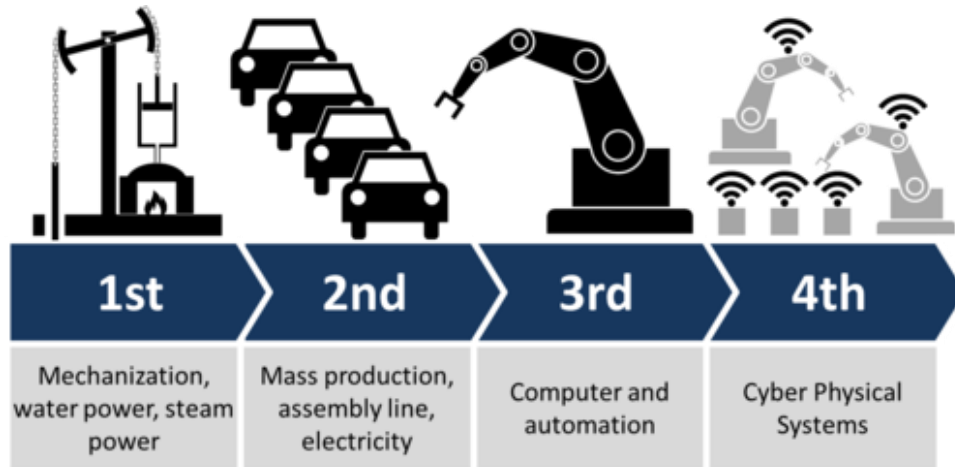 1st
2nd
3rd
4th
Mechanization,
water power, steam
power
Mass production,
assembly line,
electricity
Computer and
automation
Cyber Physical
Systems